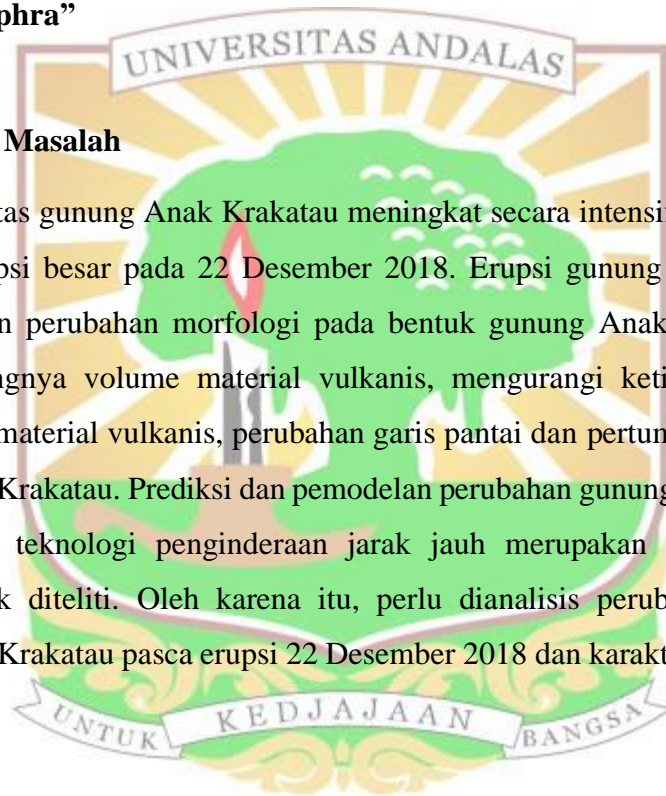 phra”
UNIVERSITAS ANDALAS
Masalah
tas gunung Anak Krakatau meningkat secara intensif
psi besar pada 22 Desember 2018. Erupsi gunung
n perubahan morfologi pada bentuk gunung Anak
ngnya volume material vulkanis, mengurangi keti
material vulkanis, perubahan garis pantai dan pertum
Krakatau. Prediksi dan pemodelan perubahan gunung
teknologi penginderaan jarak jauh merupakan
k diteliti. Oleh karena itu, perlu dianalisis perub
Krakatau pasca erupsi 22 Desember 2018 dan karakt
UNTUK KEDJAJAAN BANGSA